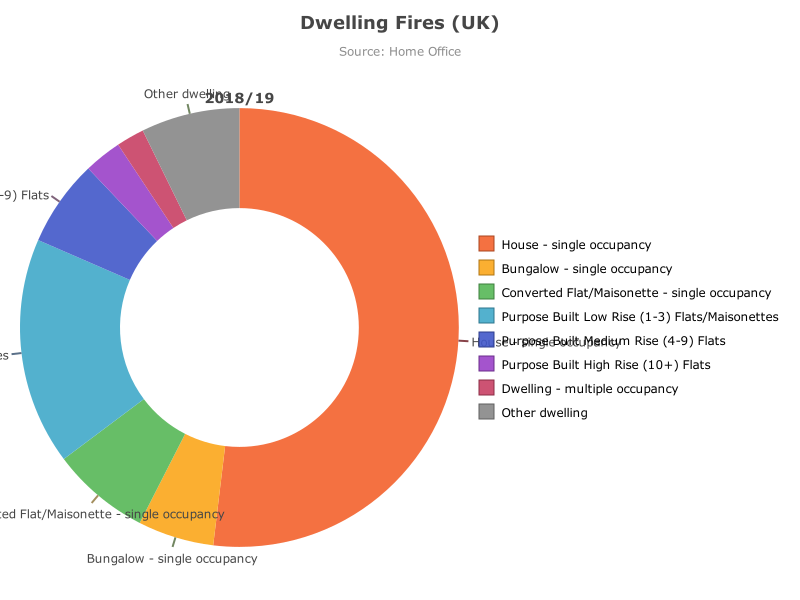 Dwelling Fires (UK)
Source: Home Office
Other dwelling
2018/19
-9) Flats
House - single occupancy
Bungalow - single occupancy
Converted Flat/Maisonette - single occupancy
Purpose Built Low Rise (1-3) Flats/Maisonettes
Purpose Built Medium Rise (4-9) Flats
House - single occupancy
es
Purpose Built High Rise (10+) Flats
Dwelling - multiple occupancy
Other dwelling
ted Flat/Maisonette - single occupancy
Bungalow - single occupancy